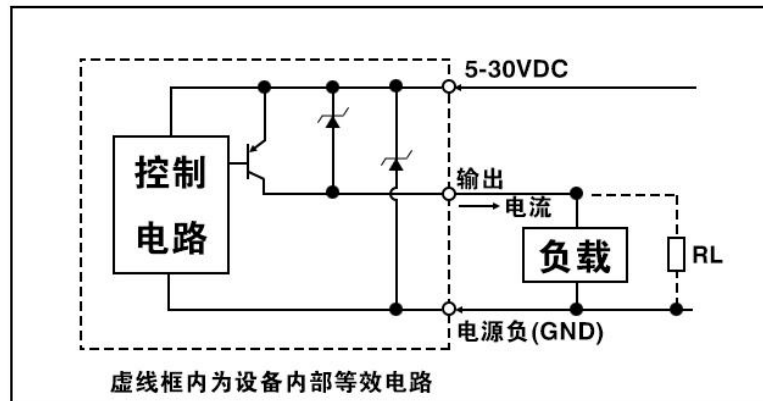 5-30VDC
控制
电路
输出
电流
负载
RL
电源负(GND)
虚线框内为设备内部等效电路